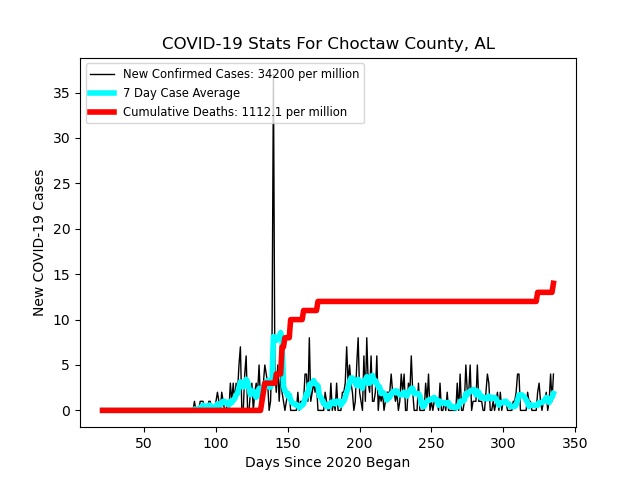 COVID-19 Stats For Choctaw County, AL
New Confirmed Cases: 34200 per million
7 Day Case Average
Cumulative Deaths: 1112.1 per million
New COVID-19 Cases
35
30
25
20
15
10
5
0
50
100
150
200
250
300
350
Days Since 2020 Began